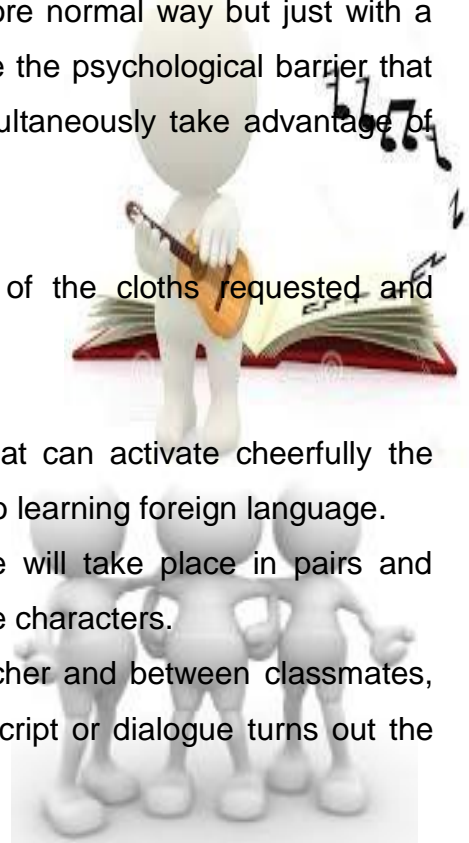 ore normal way but just with a
e the psychological barrier that
ultaneously take advantage of
of the cloths requested and
at can activate cheerfully the
o learning foreign language.
e will take place in pairs and
e characters.
cher and between classmates,
cript or dialogue turns out the